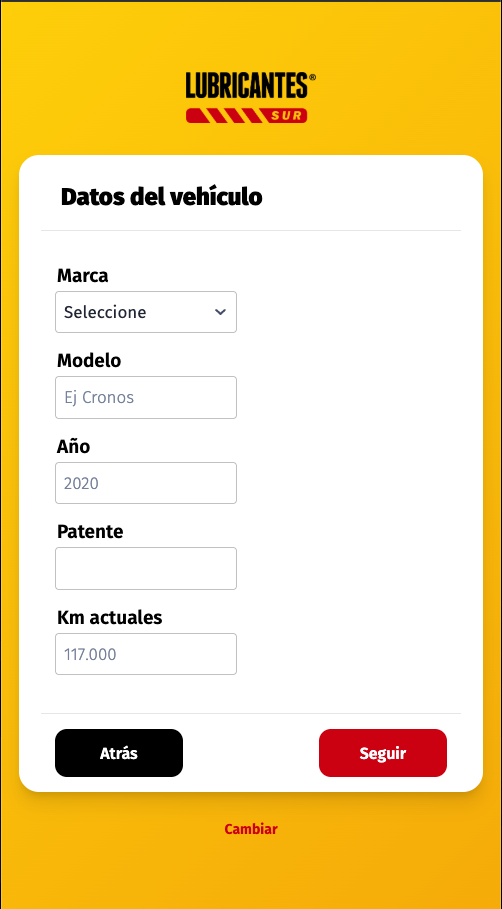 LUBRICANTES®
SUR
Datos del vehículo
Marca
Seleccione
Modelo
Ej Cronos
Año
2020
Patente
Km actuales
117.000
Atrás Seguir
Cambiar